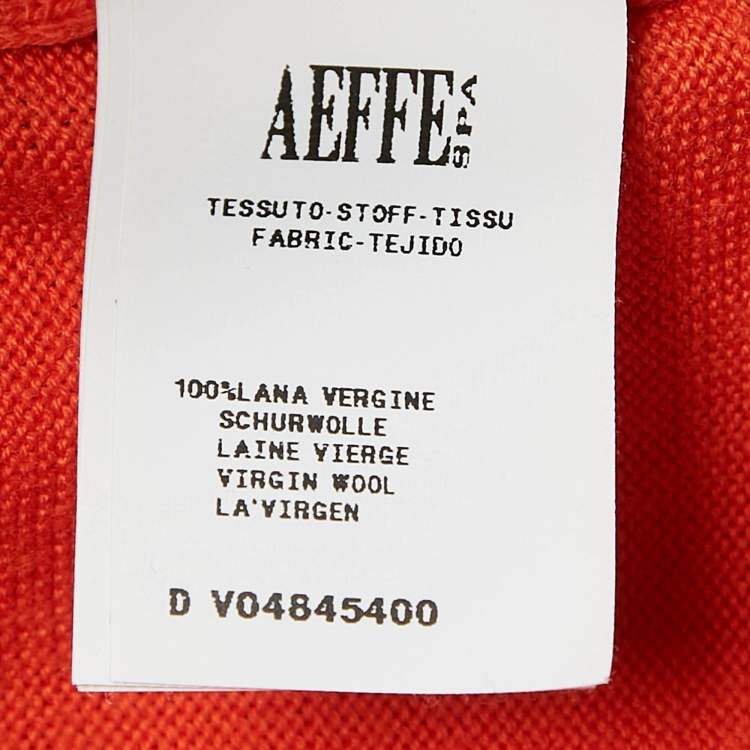 AEFFE SPA
TESSUTO-STOFF-TISSU
FABRIC-TEJIDO
100%LANA VERGINE
SCHURWOLLE
LAINE VIERGE
VIRGIN WOOL
LA'VIRGEN
D V04845400